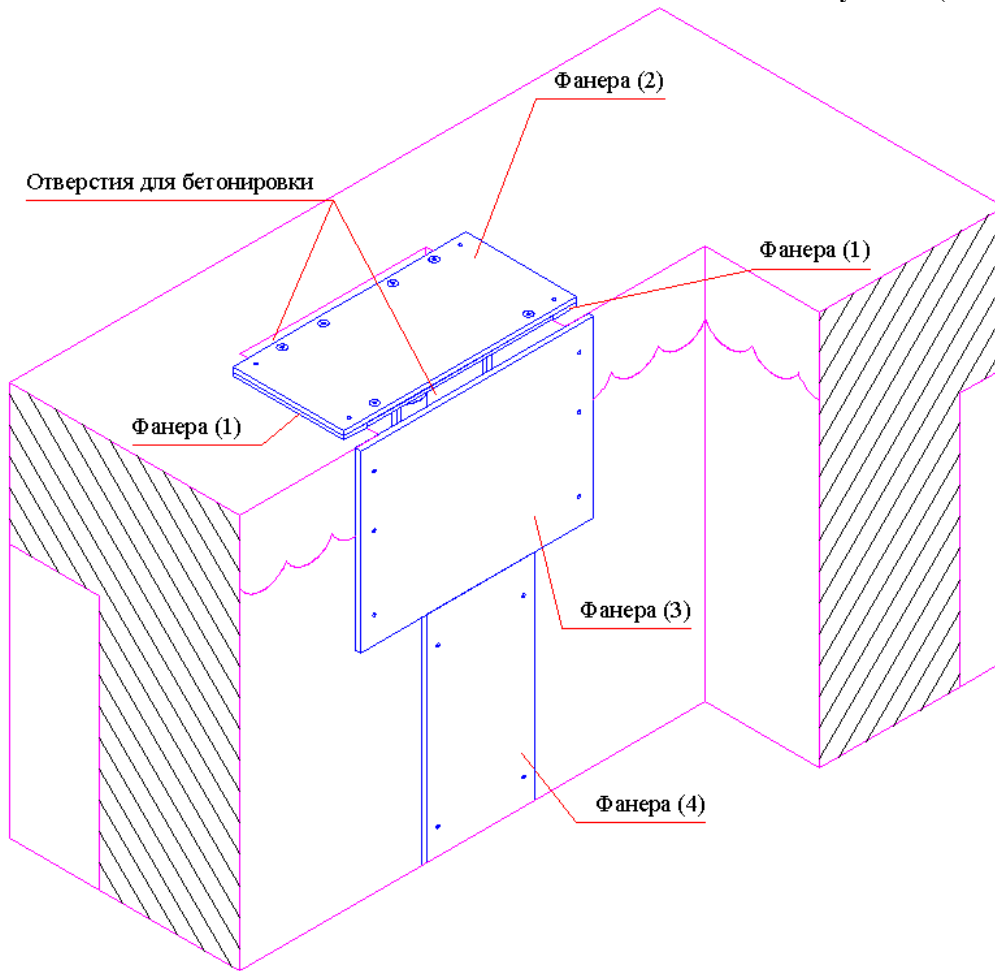 Фанера (2)
Отверстия для бетонировки
Фанера (1)
Фанера (1)
Фанера (3)
Фанера (4)